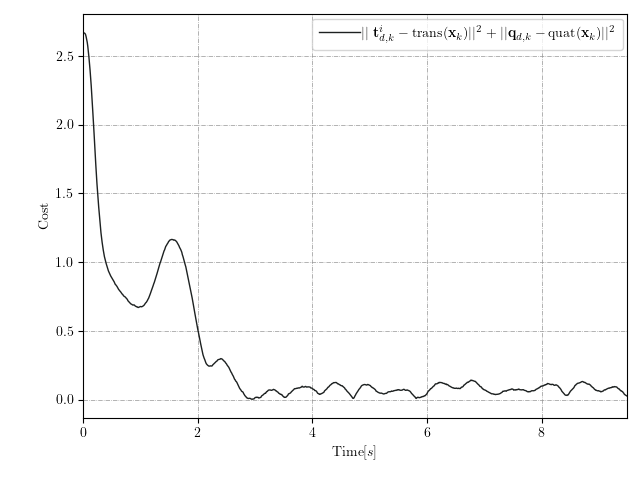 || t^i_{d,k} − trans(x_k)||^2 + ||q_{d,k} − quat(x_k)||^2
2.5
2.0
1.5
1.0
0.5
0.0
Cost
0 2 4 6 8
Time[s]